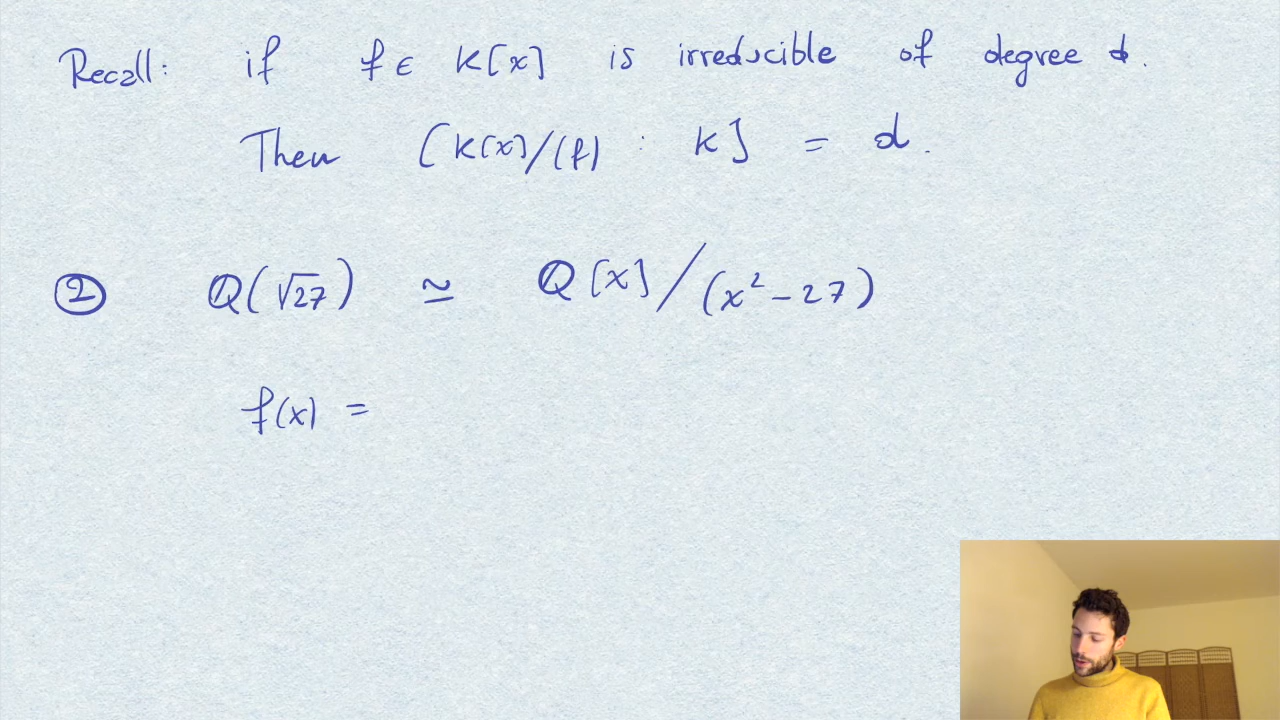 Recall: if f ∈ K[x] is irreducible of degree d.
Then [K[x]/(f) : K] = d.
② Q(√27) ≃ Q[x]/(x² - 27)
f(x) =